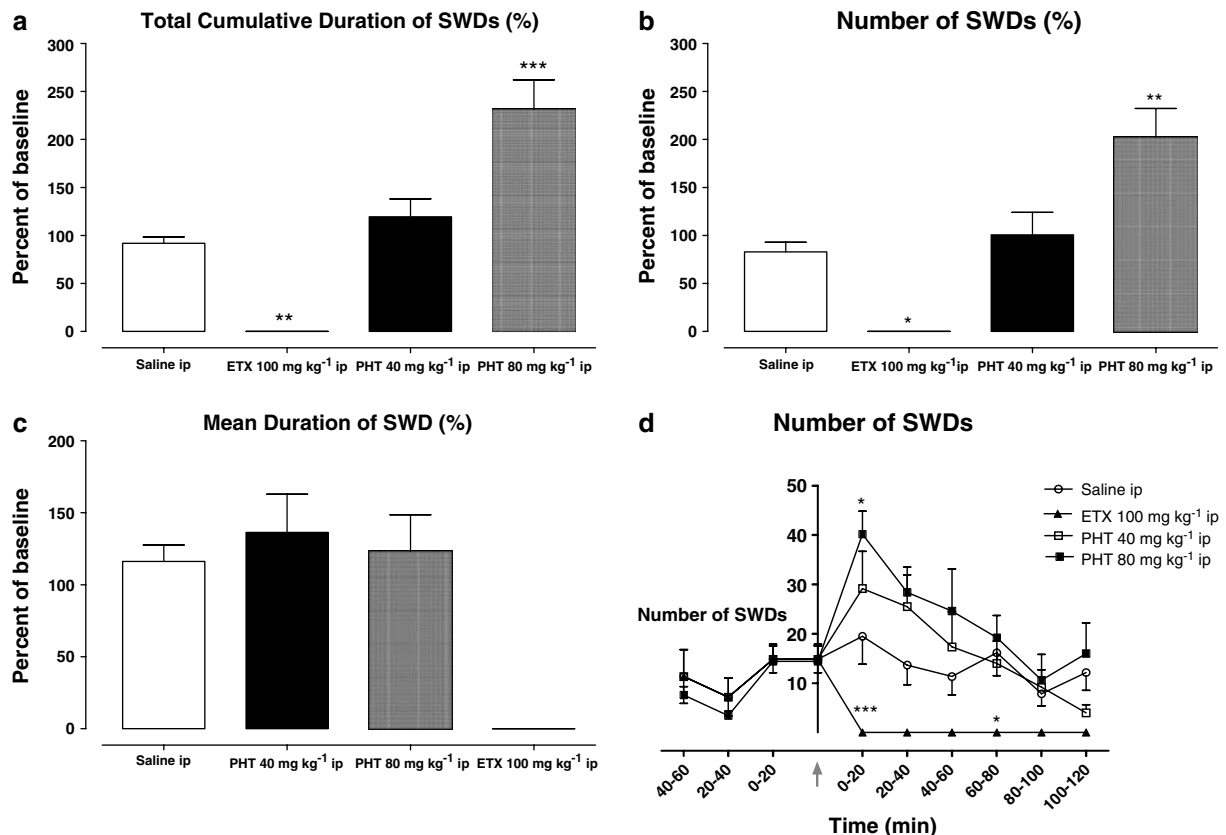 a
Total Cumulative Duration of SWDs (%)
Percent of baseline
300
250
200
150
100
50
0
***
**
Saline ip
ETX 100 mg kg⁻¹ ip
PHT 40 mg kg⁻¹ ip
PHT 80 mg kg⁻¹ ip
b
Number of SWDs (%)
Percent of baseline
300
250
200
150
100
50
0
**
*
Saline ip
ETX 100 mg kg⁻¹ip
PHT 40 mg kg⁻¹ ip
PHT 80 mg kg⁻¹ ip
c
Mean Duration of SWD (%)
Percent of baseline
200
150
100
50
0
Saline ip
PHT 40 mg kg⁻¹ ip
PHT 80 mg kg⁻¹ ip
ETX 100 mg kg⁻¹ ip
d
Number of SWDs
Saline ip
ETX 100 mg kg⁻¹ ip
PHT 40 mg kg⁻¹ ip
PHT 80 mg kg⁻¹ ip
50
40
30
20
10
Number of SWDs
*
***
*
40-60
20-40
0-20
0-20
20-40
40-60
60-80
80-100
100-120
Time (min)